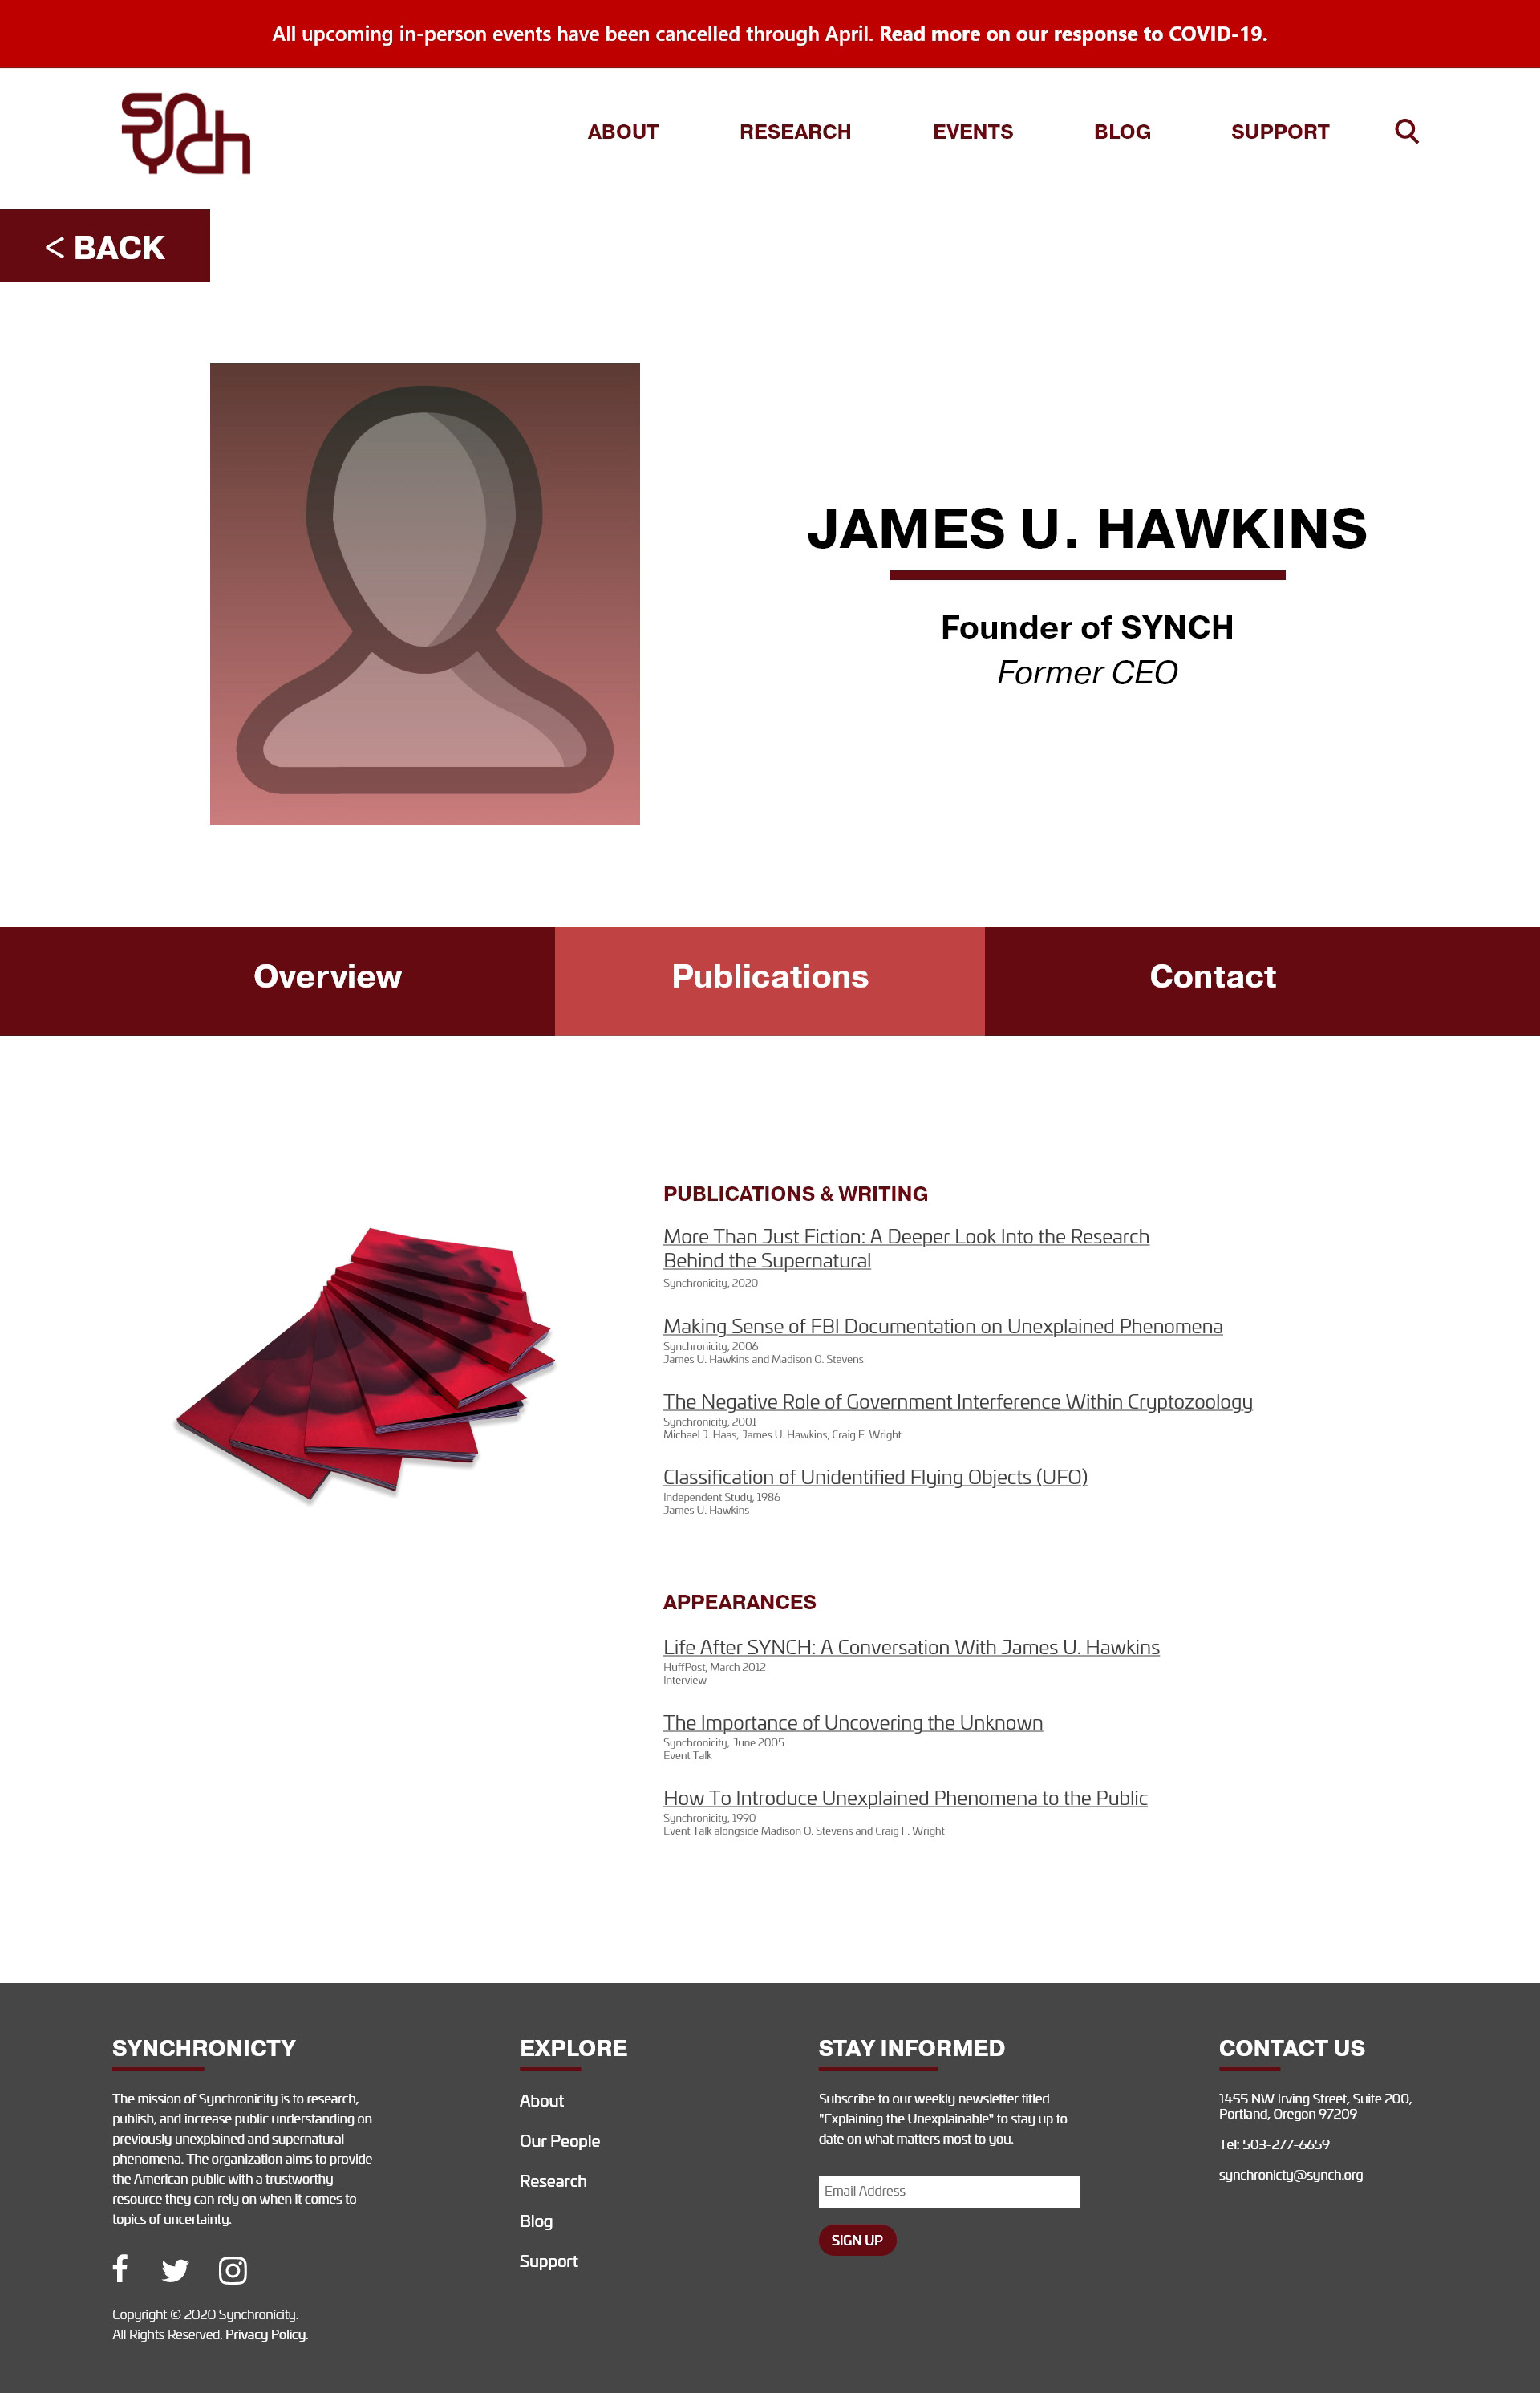 All upcoming in-person events have been cancelled through April. Read more on our response to COVID-19.
synch
ABOUT
RESEARCH
EVENTS
BLOG
SUPPORT
< BACK
JAMES U. HAWKINS
Founder of SYNCH
Former CEO
Overview
Publications
Contact
PUBLICATIONS & WRITING
More Than Just Fiction: A Deeper Look Into the Research
Behind the Supernatural
Synchronicity, 2020
Making Sense of FBI Documentation on Unexplained Phenomena
Synchronicity, 2006
James U. Hawkins and Madison O. Stevens
The Negative Role of Government Interference Within Cryptozoology
Synchronicity, 2001
Michael J. Haas, James U. Hawkins, Craig F. Wright
Classification of Unidentified Flying Objects (UFO)
Independent Study, 1986
James U. Hawkins
APPEARANCES
Life After SYNCH: A Conversation With James U. Hawkins
HuffPost, March 2012
Interview
The Importance of Uncovering the Unknown
Synchronicity, June 2005
Event Talk
How To Introduce Unexplained Phenomena to the Public
Synchronicity, 1990
Event Talk alongside Madison O. Stevens and Craig F. Wright
SYNCHRONICTY
The mission of Synchronicity is to research,
publish, and increase public understanding on
previously unexplained and supernatural
phenomena. The organization aims to provide
the American public with a trustworthy
resource they can rely on when it comes to
topics of uncertainty.
Copyright © 2020 Synchronicity.
All Rights Reserved. Privacy Policy.
EXPLORE
About
Our People
Research
Blog
Support
STAY INFORMED
Subscribe to our weekly newsletter titled
"Explaining the Unexplainable" to stay up to
date on what matters most to you.
Email Address
SIGN UP
CONTACT US
1455 NW Irving Street, Suite 200,
Portland, Oregon 97209
Tel: 503-277-6659
synchronicty@synch.org